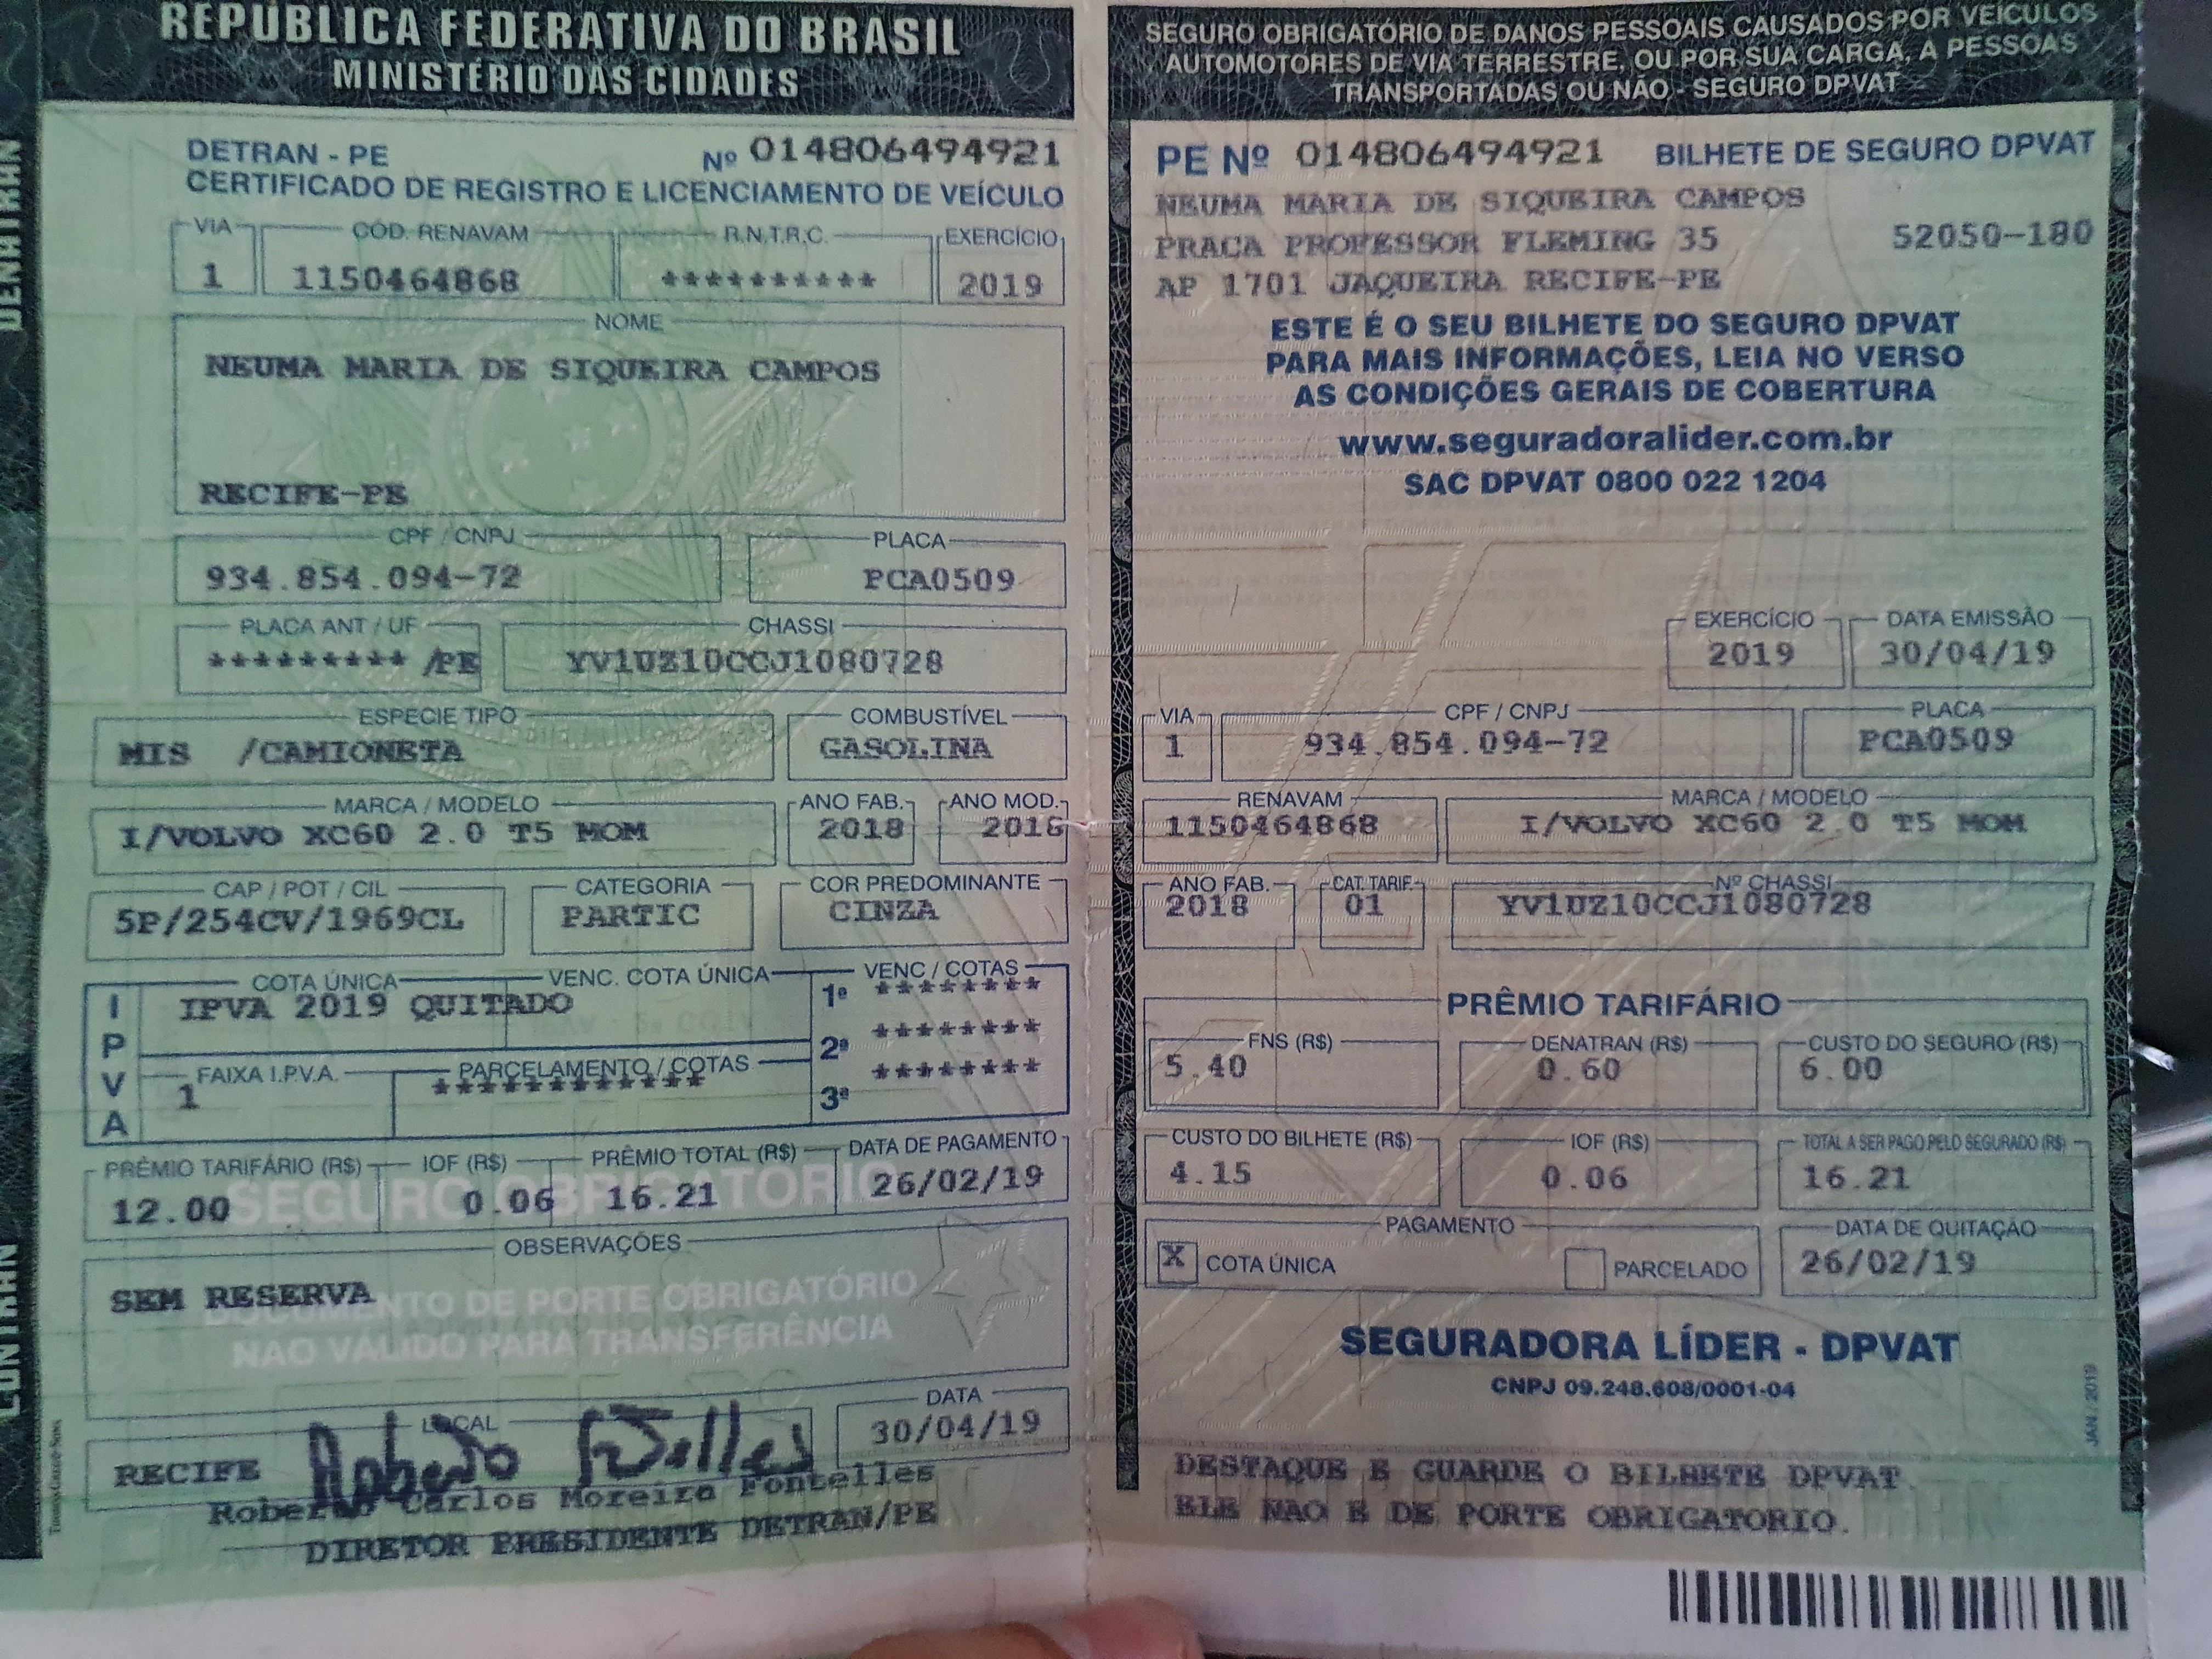 REPÚBLICA FEDERATIVA DO BRASIL
MINISTÉRIO DAS CIDADES
DENATRAN
CONTRAN
DETRAN - PE Nº 014806494921
CERTIFICADO DE REGISTRO E LICENCIAMENTO DE VEÍCULO
VIA CÓD. RENAVAM R.N.T.R.C. EXERCÍCIO
1 1150464868 ********** 2019
NOME
NEUMA MARIA DE SIQUEIRA CAMPOS
RECIFE-PE
CPF / CNPJ PLACA
934.854.094-72 PCA0509
PLACA ANT / UF CHASSI
********* /PE YV1UZ10CCJ1080728
ESPÉCIE TIPO COMBUSTÍVEL
MIS /CAMIONETA GASOLINA
MARCA / MODELO ANO FAB. ANO MOD.
I/VOLVO XC60 2.0 T5 MOM 2018 2018
CAP / POT / CIL CATEGORIA COR PREDOMINANTE
5P/254CV/1969CL PARTIC CINZA
IPVA
COTA ÚNICA VENC. COTA ÚNICA VENC / COTAS
IPVA 2019 QUITADO 1ª ********
2ª ********
FAIXA I.P.V.A. PARCELAMENTO / COTAS
1 ************ 3ª ********
PRÊMIO TARIFÁRIO (R$) IOF (R$) PRÊMIO TOTAL (R$) DATA DE PAGAMENTO
12.00 0.06 16.21 26/02/19
SEGURO OBRIGATÓRIO
OBSERVAÇÕES
SEM RESERVA
DOCUMENTO DE PORTE OBRIGATÓRIO
NÃO VÁLIDO PARA TRANSFERÊNCIA
LOCAL DATA
RECIFE 30/04/19
Roberto Carlos Moreira Fontelles
DIRETOR PRESIDENTE DETRAN/PE
SEGURO OBRIGATÓRIO DE DANOS PESSOAIS CAUSADOS POR VEÍCULOS
AUTOMOTORES DE VIA TERRESTRE, OU POR SUA CARGA, A PESSOAS
TRANSPORTADAS OU NÃO - SEGURO DPVAT
PE Nº 014806494921 BILHETE DE SEGURO DPVAT
NEUMA MARIA DE SIQUEIRA CAMPOS
PRACA PROFESSOR FLEMING 35 52050-180
AP 1701 JAQUEIRA RECIFE-PE
ESTE É O SEU BILHETE DO SEGURO DPVAT
PARA MAIS INFORMAÇÕES, LEIA NO VERSO
AS CONDIÇÕES GERAIS DE COBERTURA
www.seguradoralider.com.br
SAC DPVAT 0800 022 1204
EXERCÍCIO DATA EMISSÃO
2019 30/04/19
VIA CPF / CNPJ PLACA
1 934.854.094-72 PCA0509
RENAVAM MARCA / MODELO
1150464868 I/VOLVO XC60 2.0 T5 MOM
ANO FAB. CAT. TARIF. Nº CHASSI
2018 01 YV1UZ10CCJ1080728
PRÊMIO TARIFÁRIO
FNS (R$) DENATRAN (R$) CUSTO DO SEGURO (R$)
5.40 0.60 6.00
CUSTO DO BILHETE (R$) IOF (R$) TOTAL A SER PAGO PELO SEGURADO (R$)
4.15 0.06 16.21
PAGAMENTO DATA DE QUITAÇÃO
X COTA ÚNICA PARCELADO 26/02/19
SEGURADORA LÍDER - DPVAT
CNPJ 09.248.608/0001-04
JAN / 2019
DESTAQUE E GUARDE O BILHETE DPVAT.
ELE NAO E DE PORTE OBRIGATORIO.